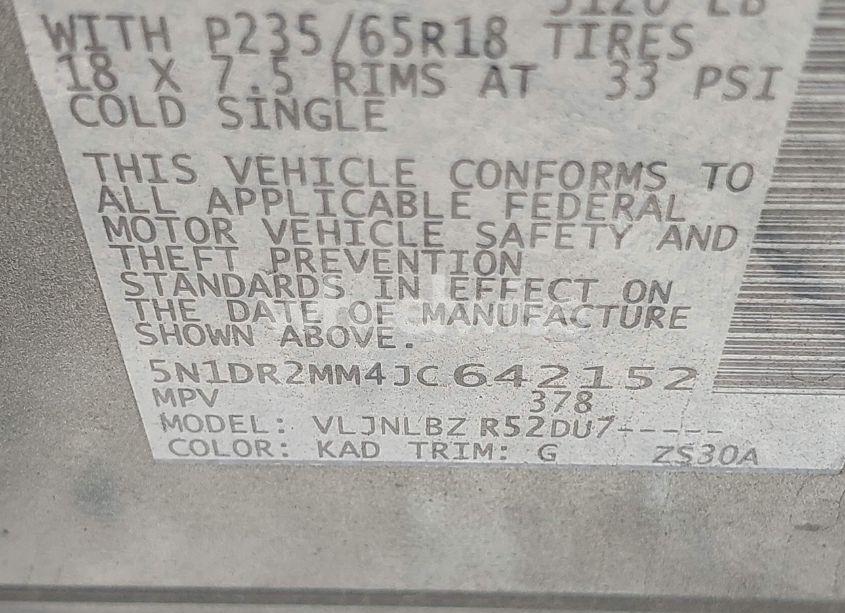 5120 LB
WITH P235/65R18 TIRES
18 X 7.5 RIMS AT 33 PSI
COLD SINGLE
THIS VEHICLE CONFORMS TO
ALL APPLICABLE FEDERAL
MOTOR VEHICLE SAFETY AND
THEFT PREVENTION
STANDARDS IN EFFECT ON
THE DATE OF MANUFACTURE
SHOWN ABOVE.
5N1DR2MM4JC642152
MPV 378
MODEL: VLJNLBZ R52DU7-----
COLOR: KAD TRIM: G ZS30A